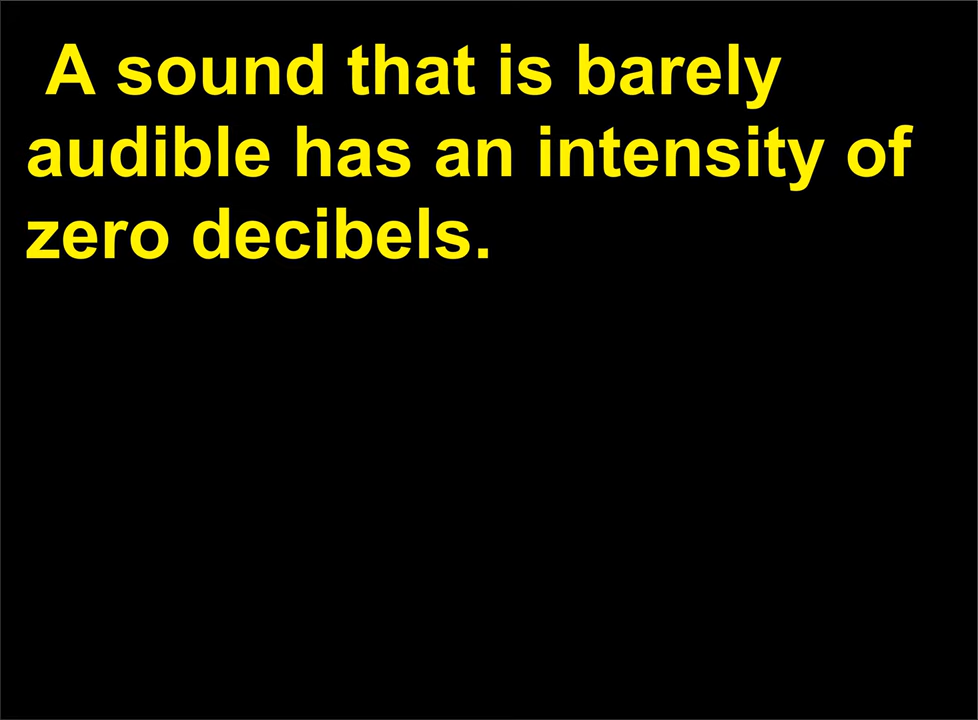 A sound that is barely
audible has an intensity of
zero decibels.